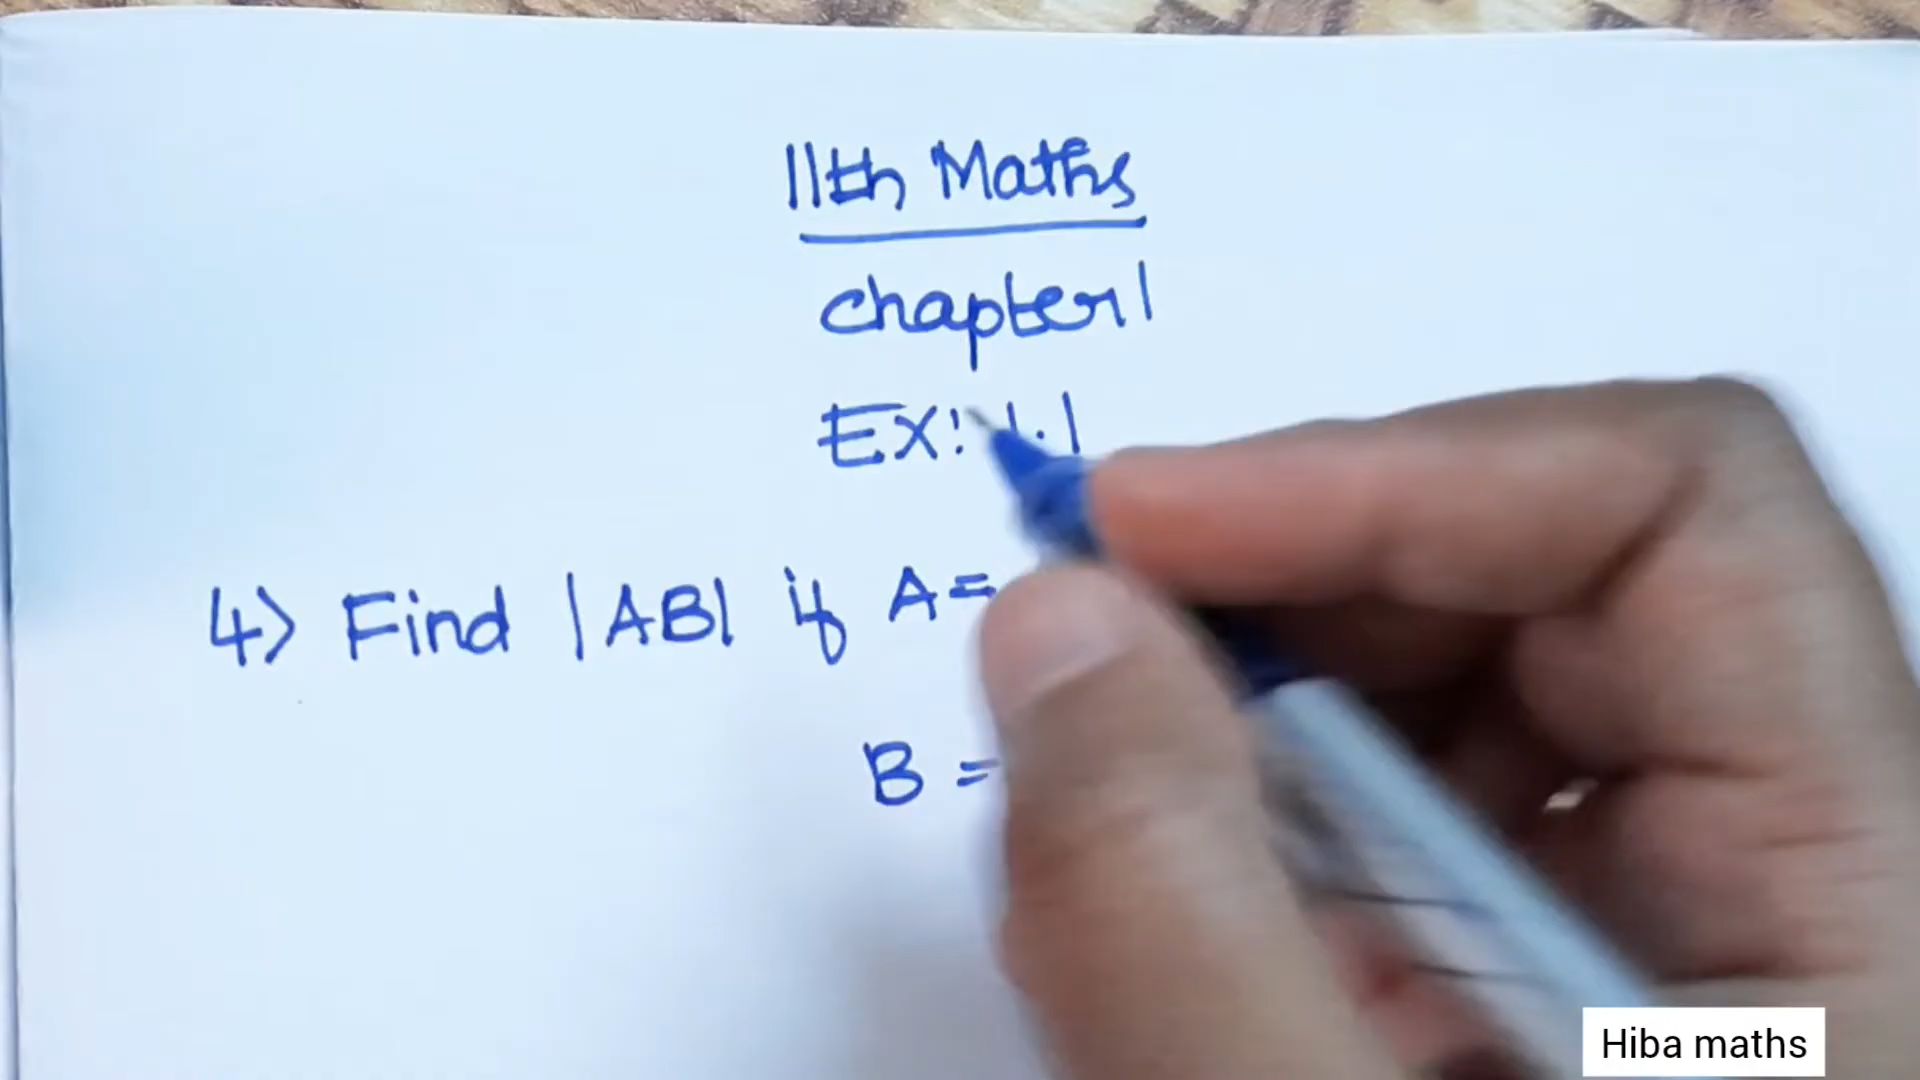 11th Maths
chapter 1
EX: 1.1
4) Find |AB| if A=
B =
Hiba maths